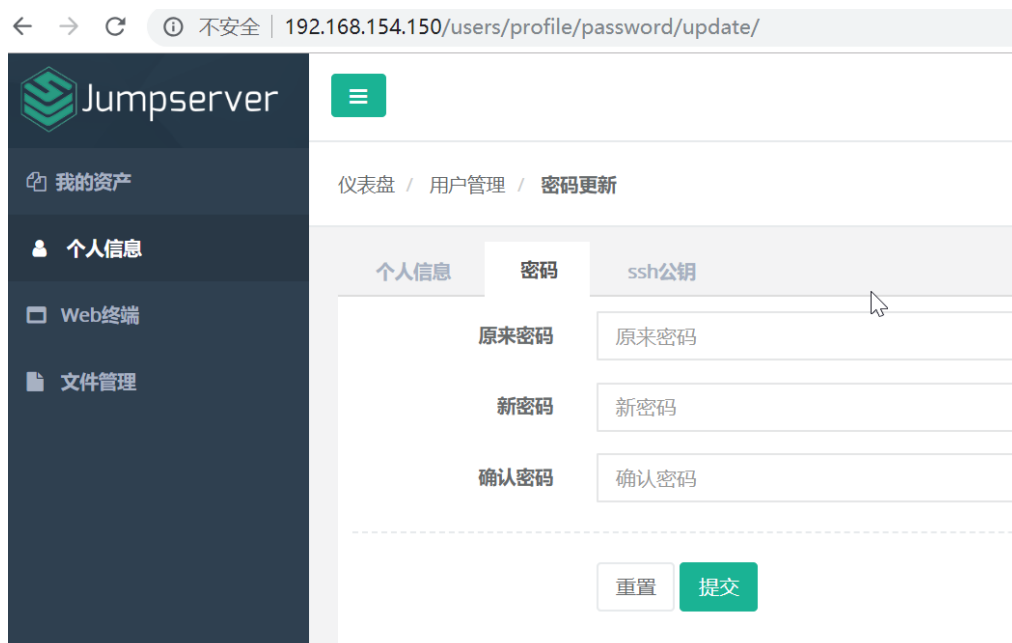 不安全 | 192.168.154.150/users/profile/password/update/
Jumpserver
我的资产
个人信息
Web终端
文件管理
仪表盘 / 用户管理 / 密码更新
个人信息 密码 ssh公钥
原来密码 原来密码
新密码 新密码
确认密码 确认密码
重置 提交